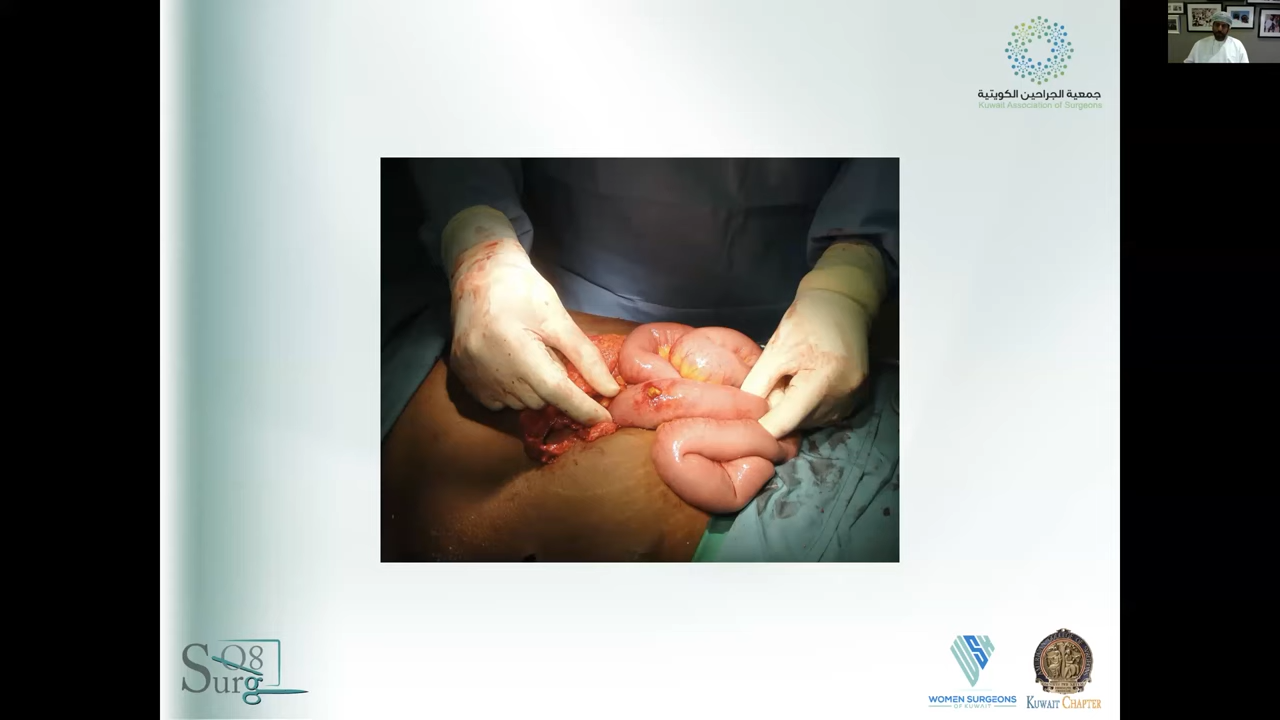 جمعية الجراحين الكويتية
Kuwait Association of Surgeons
Q8
Surg
WOMEN SURGEONS
OF KUWAIT
KUWAIT CHAPTER